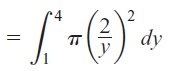 = ∫₁⁴ π(2/y)² dy